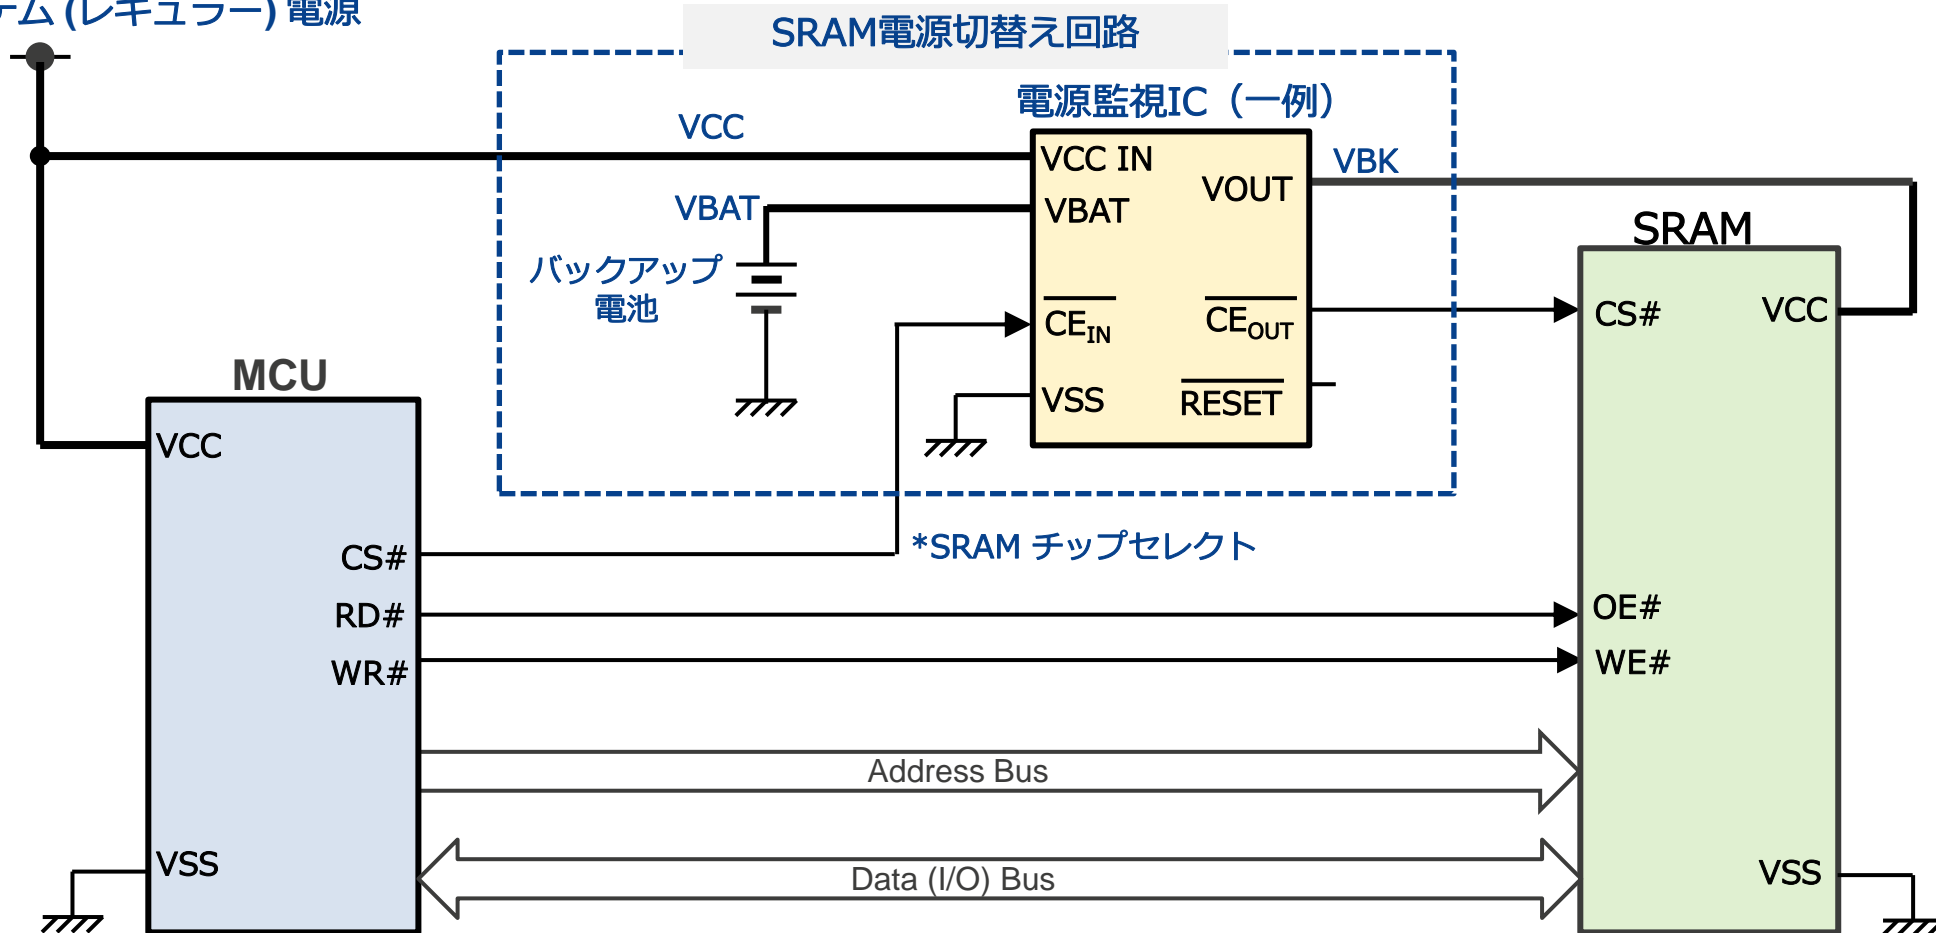 テム (レギュラー) 電源
SRAM電源切替え回路
電源監視IC（一例）
VCC
VCC IN
VBAT
VBAT
VOUT
VBK
バックアップ
電池
CE_IN
CE_OUT
VSS
RESET
SRAM
CS#
VCC
MCU
VCC
CS#
*SRAM チップセレクト
RD#
OE#
WR#
WE#
Address Bus
VSS
Data (I/O) Bus
VSS